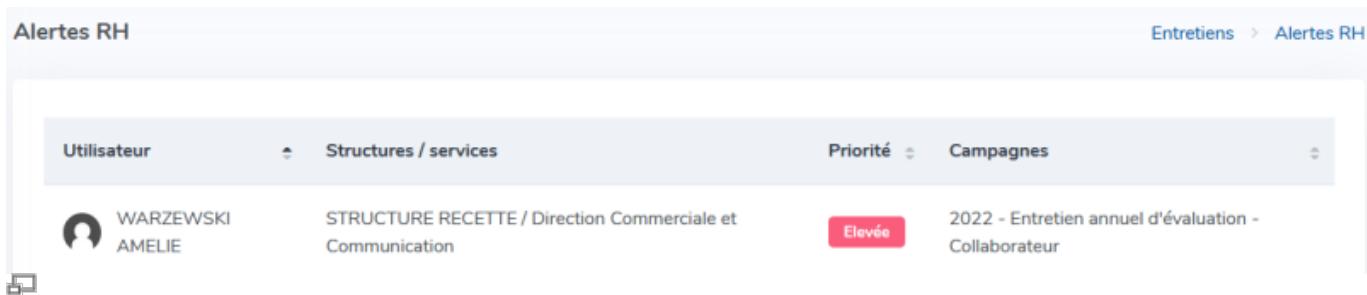 Alertes RH
Entretiens > Alertes RH
Utilisateur Structures / services Priorité Campagnes
WARZEWSKI STRUCTURE RECETTE / Direction Commerciale et Elevée 2022 - Entretien annuel d'évaluation -
AMELIE Communication Collaborateur